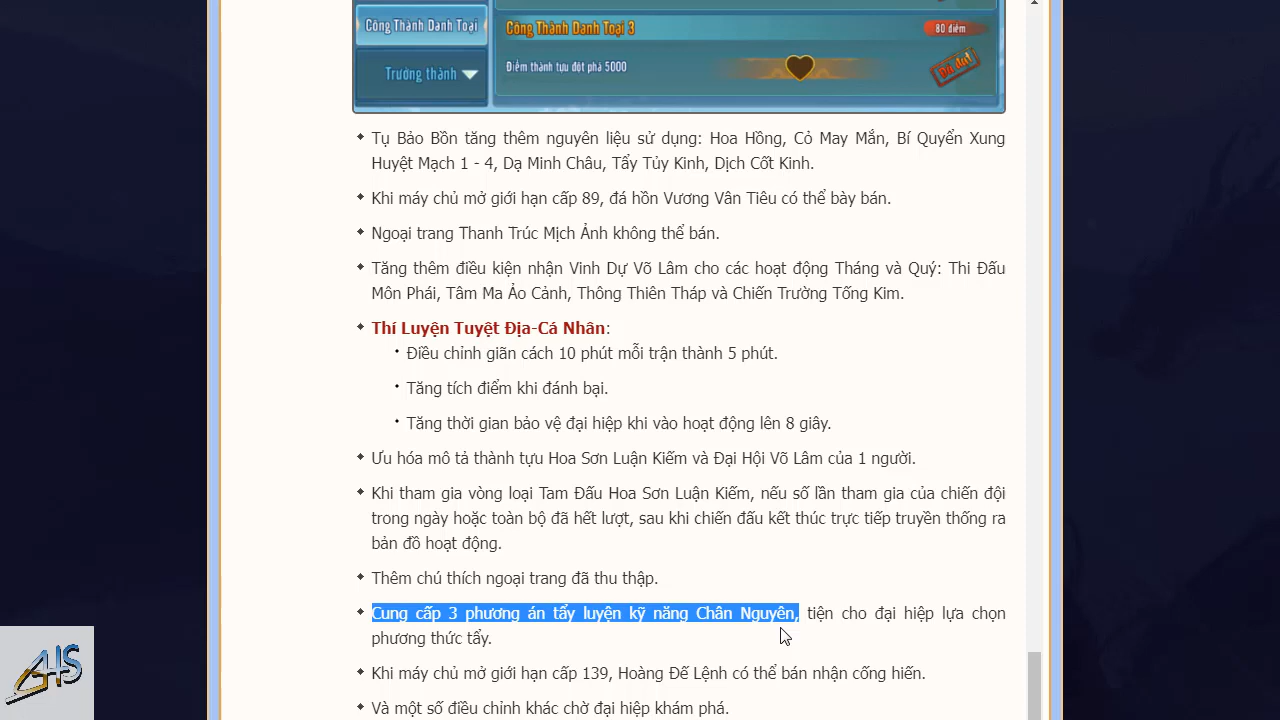 Công Thành Danh Toại
Công Thành Danh Toại 3
80 điểm
Trưởng thành
Điểm thành tựu đột phá 5000
Đã đạt
Tụ Bảo Bồn tăng thêm nguyên liệu sử dụng: Hoa Hồng, Cỏ May Mắn, Bí Quyển Xung
Huyệt Mạch 1 - 4, Dạ Minh Châu, Tẩy Tủy Kinh, Dịch Cốt Kinh.
Khi máy chủ mở giới hạn cấp 89, đá hồn Vương Vân Tiêu có thể bày bán.
Ngoại trang Thanh Trúc Mịch Ảnh không thể bán.
Tăng thêm điều kiện nhận Vinh Dự Võ Lâm cho các hoạt động Tháng và Quý: Thi Đấu
Môn Phái, Tâm Ma Ảo Cảnh, Thông Thiên Tháp và Chiến Trường Tống Kim.
Thí Luyện Tuyệt Địa-Cá Nhân:
Điều chỉnh giãn cách 10 phút mỗi trận thành 5 phút.
Tăng tích điểm khi đánh bại.
Tăng thời gian bảo vệ đại hiệp khi vào hoạt động lên 8 giây.
Ưu hóa mô tả thành tựu Hoa Sơn Luận Kiếm và Đại Hội Võ Lâm của 1 người.
Khi tham gia vòng loại Tam Đấu Hoa Sơn Luận Kiếm, nếu số lần tham gia của chiến đội
trong ngày hoặc toàn bộ đã hết lượt, sau khi chiến đấu kết thúc trực tiếp truyền thống ra
bản đồ hoạt động.
Thêm chú thích ngoại trang đã thu thập.
Cung cấp 3 phương án tẩy luyện kỹ năng Chân Nguyên, tiện cho đại hiệp lựa chọn
phương thức tẩy.
Khi máy chủ mở giới hạn cấp 139, Hoàng Đế Lệnh có thể bán nhận cống hiến.
Và một số điều chỉnh khác chờ đại hiệp khám phá.
AHS